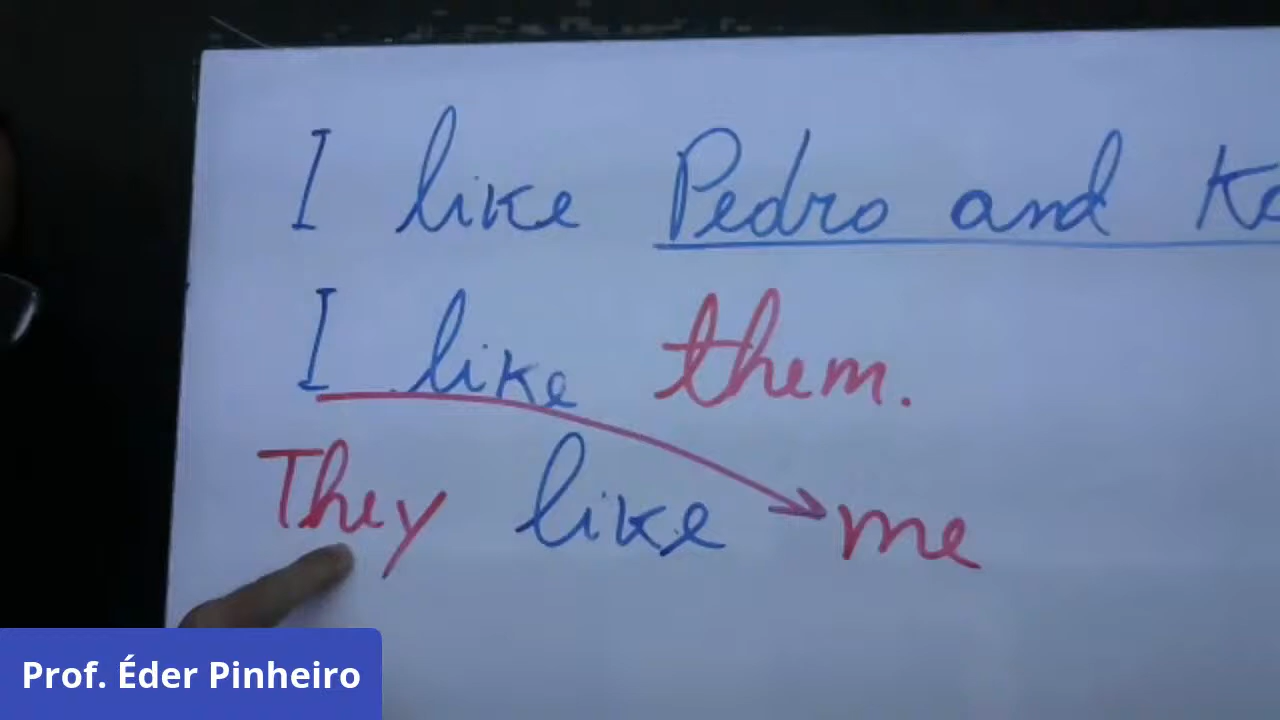 I like Pedro and
I like them.
They like me
Prof. Éder Pinheiro